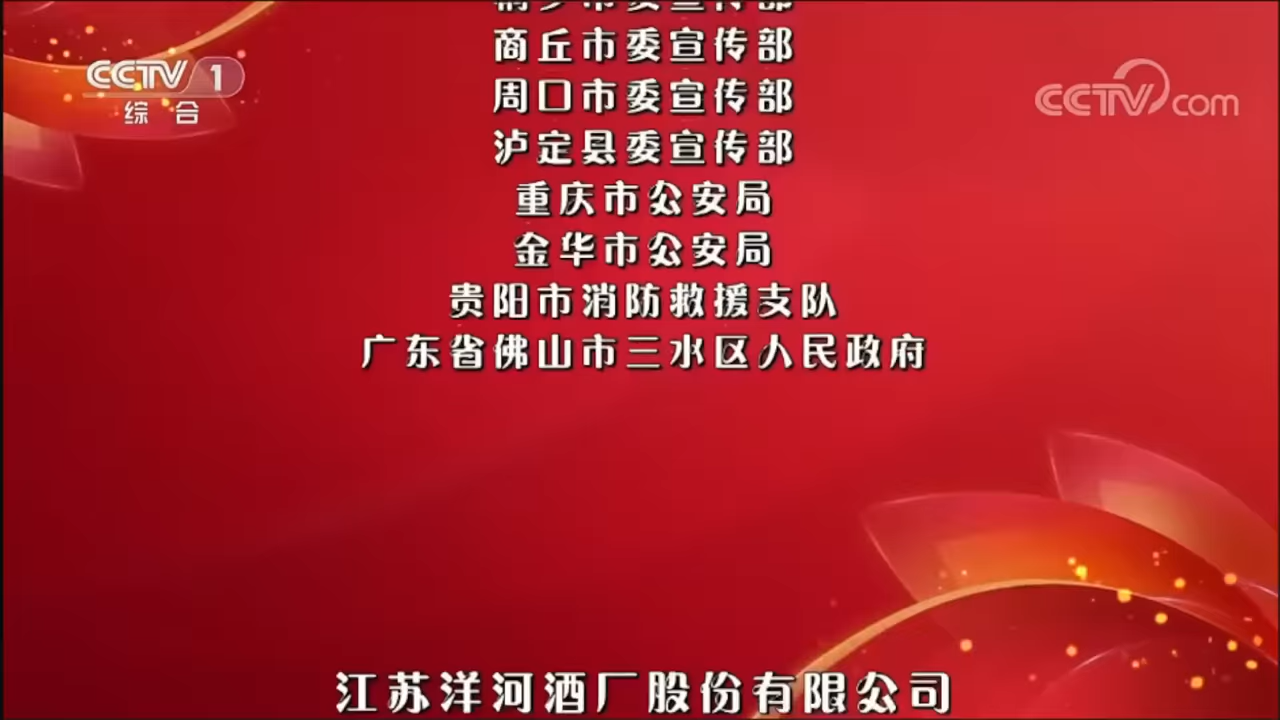 商丘市委宣传部
CCTV 1
综合
CCTV.com
周口市委宣传部
泸定县委宣传部
重庆市公安局
金华市公安局
贵阳市消防救援支队
广东省佛山市三水区人民政府
江苏洋河酒厂股份有限公司